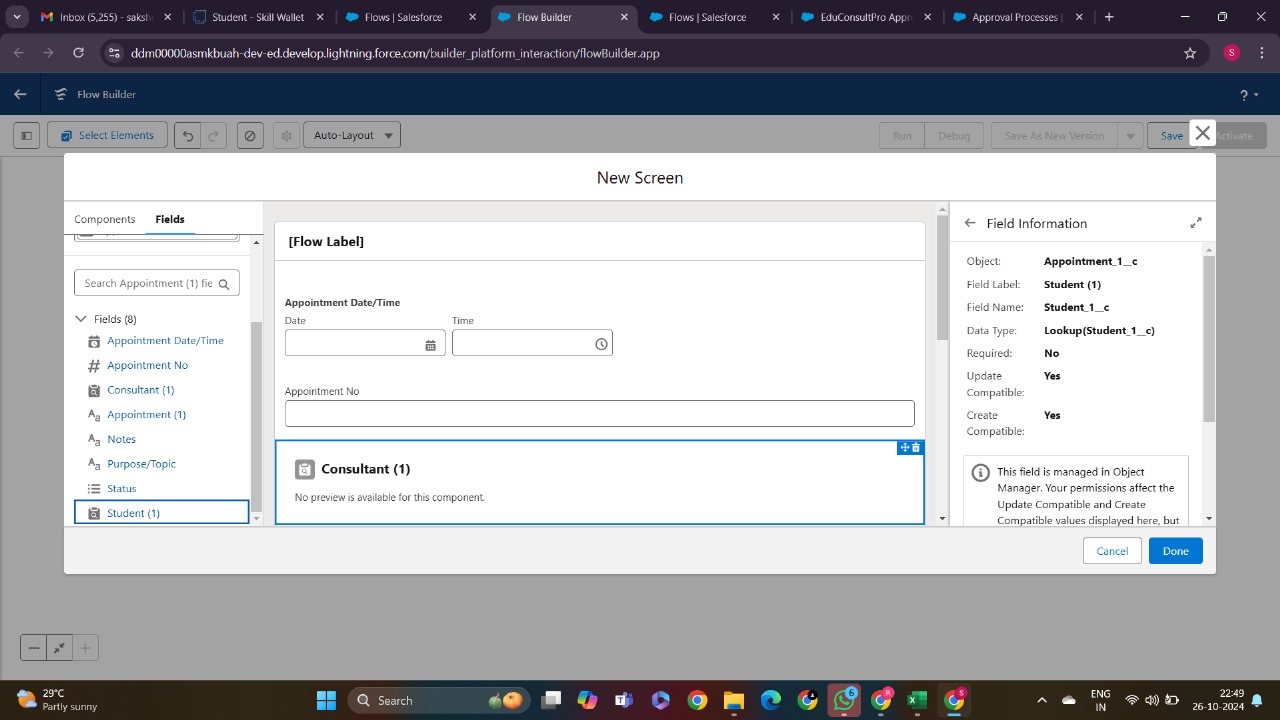 Inbox (5,255) - saksh
Student - Skill Wallet
Flows | Salesforce
Flow Builder
Flows | Salesforce
EduConsultPro Appr
Approval Processes |
ddm00000asmkbuah-dev-ed.develop.lightning.force.com/builder_platform_interaction/flowBuilder.app
S
Flow Builder
?
Select Elements
Auto-Layout
Run
Debug
Save As New Version
Save
Activate
New Screen
Components
Fields
Search Appointment (1) fie
Fields (8)
Appointment Date/Time
Appointment No
Consultant (1)
Appointment (1)
Notes
Purpose/Topic
Status
Student (1)
[Flow Label]
Appointment Date/Time
Date
Time
Appointment No
Consultant (1)
No preview is available for this component.
Field Information
Object: Appointment_1__c
Field Label: Student (1)
Field Name: Student_1__c
Data Type: Lookup(Student_1__c)
Required: No
Update Compatible: Yes
Create Compatible: Yes
This field is managed in Object
Manager. Your permissions affect the
Update Compatible and Create
Compatible values displayed here, but
Cancel
Done
29°C
Partly sunny
Search
6
ENG
IN
22:49
26-10-2024